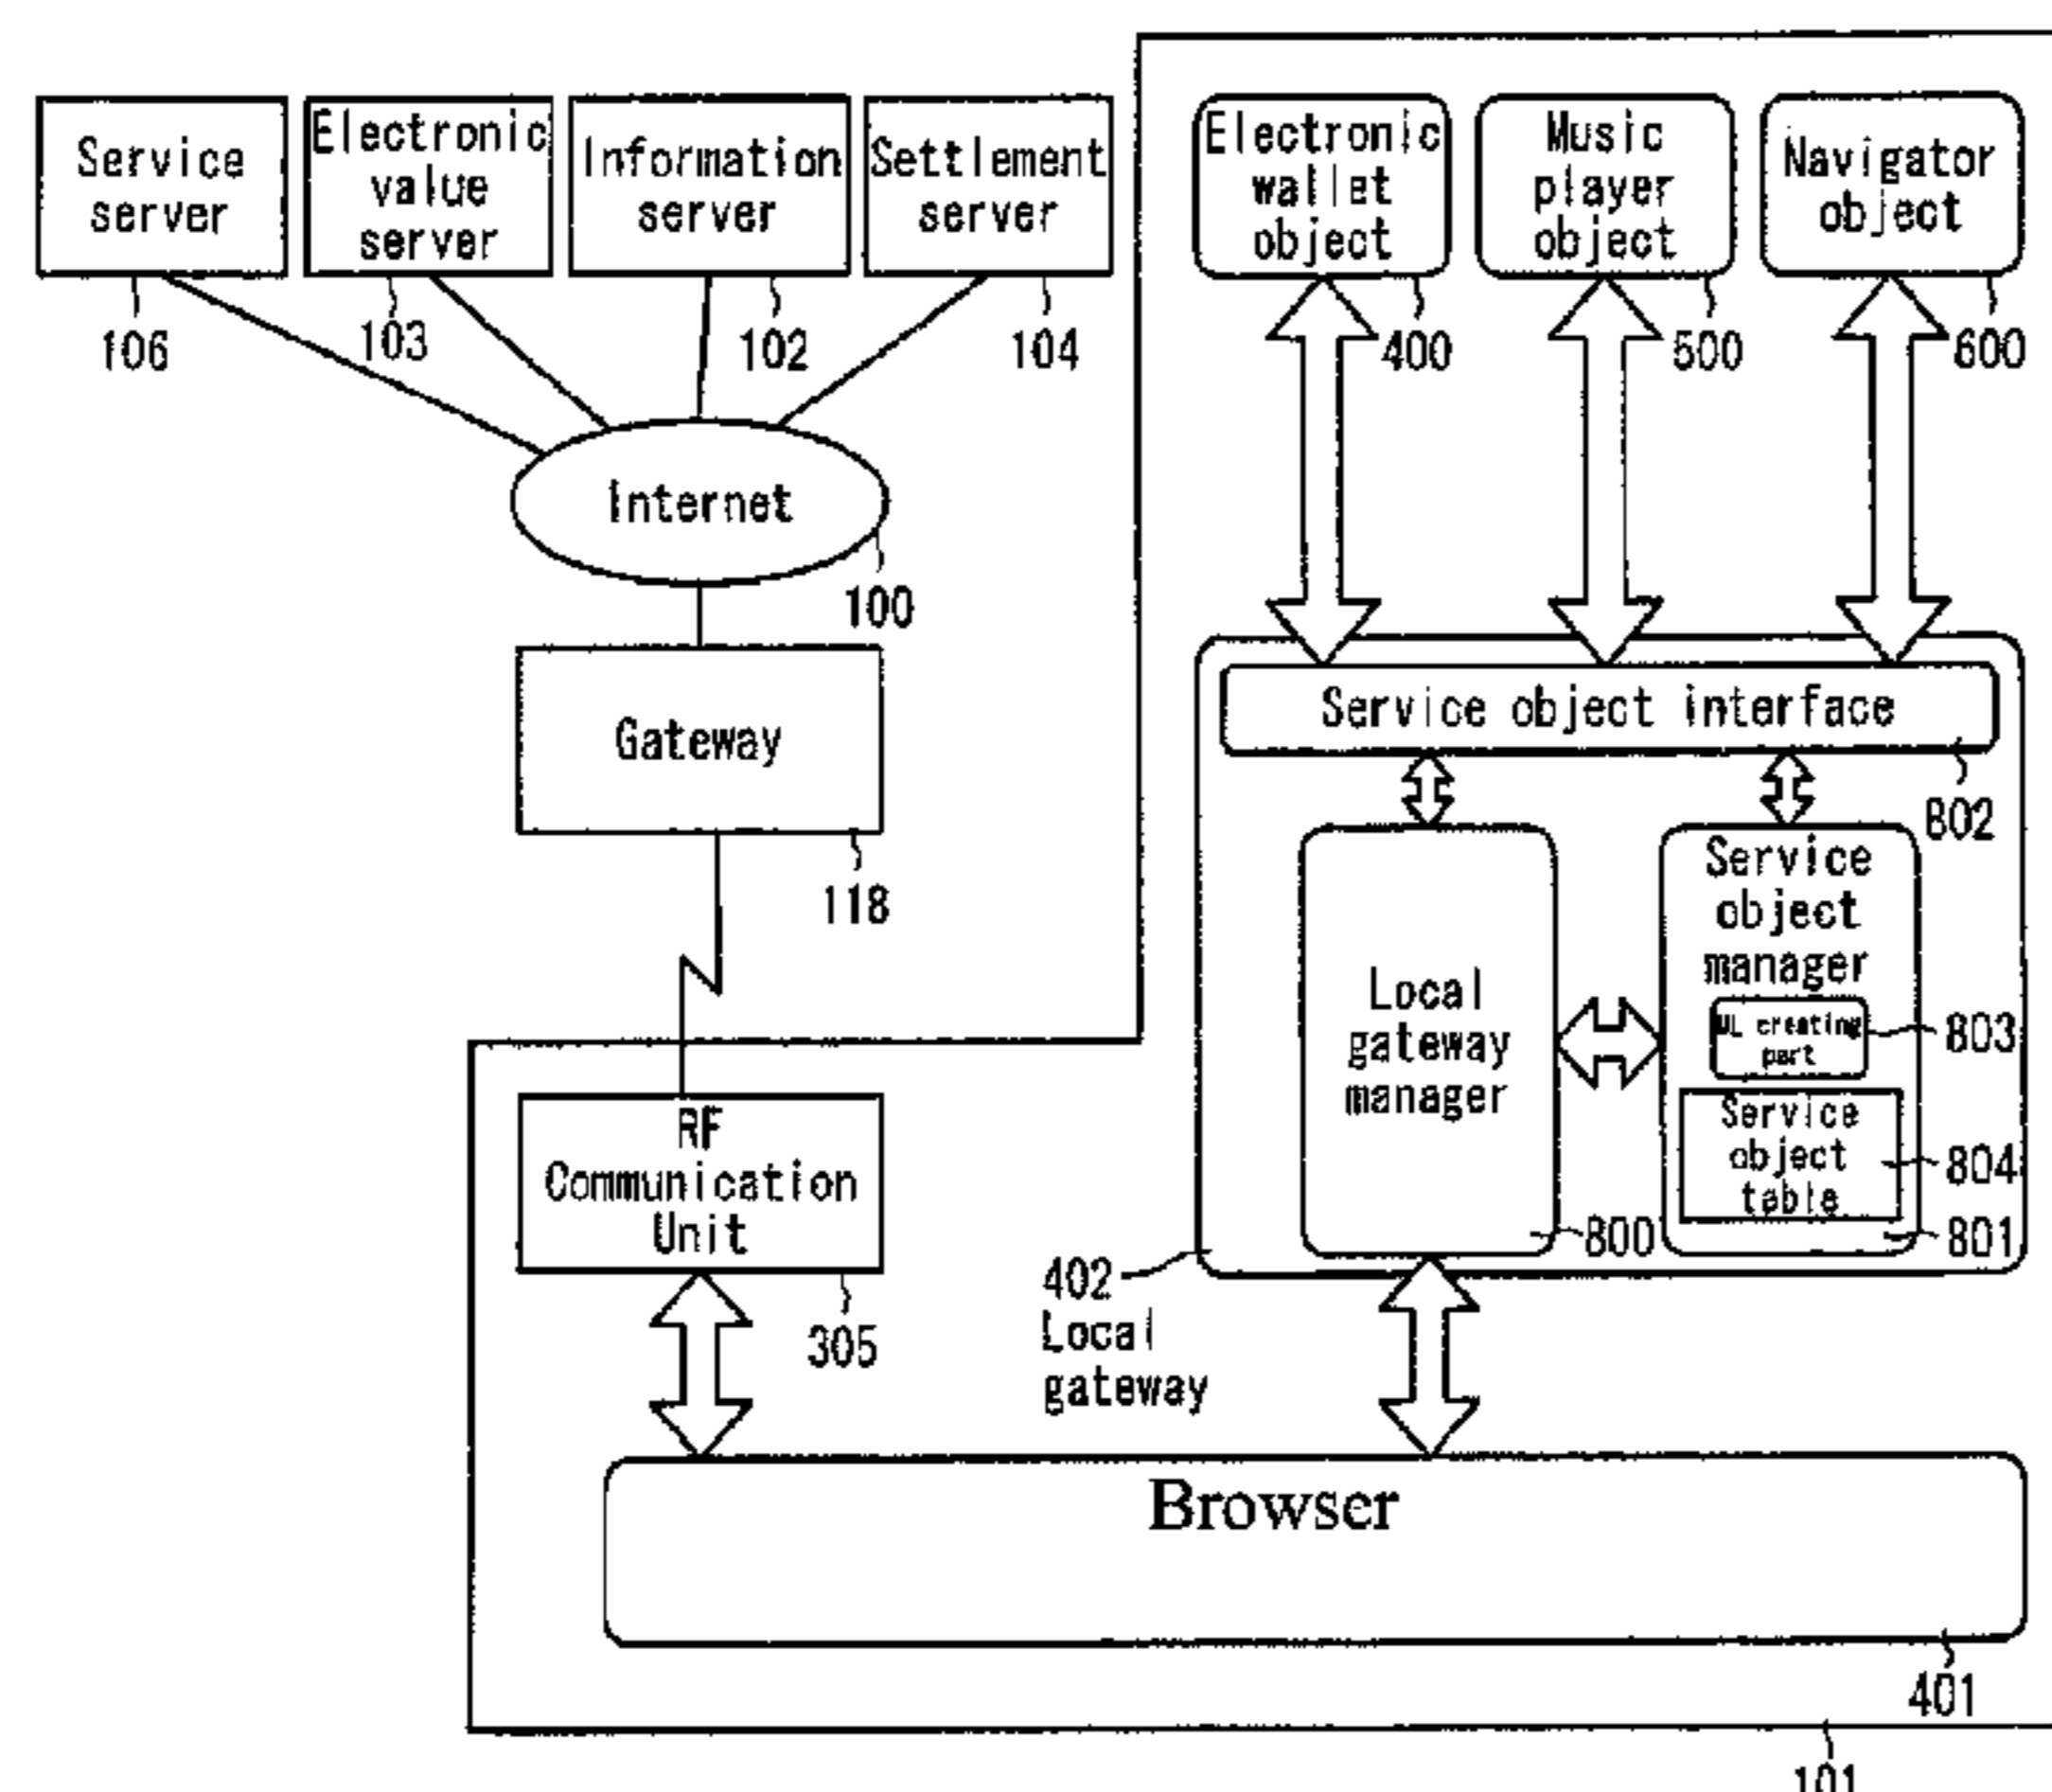 Service
server
106
Electronic
value
server
103
Information
server
102
Settlement
server
104
Internet
100
Gateway
118
RF
Communication
Unit
305
Electronic
wallet
object
400
Music
player
object
500
Navigator
object
600
Service object interface
802
Local
gateway
manager
800
Service
object
manager
creating
part
803
Service
object
table
804
801
402
Local
gateway
Browser
401
101